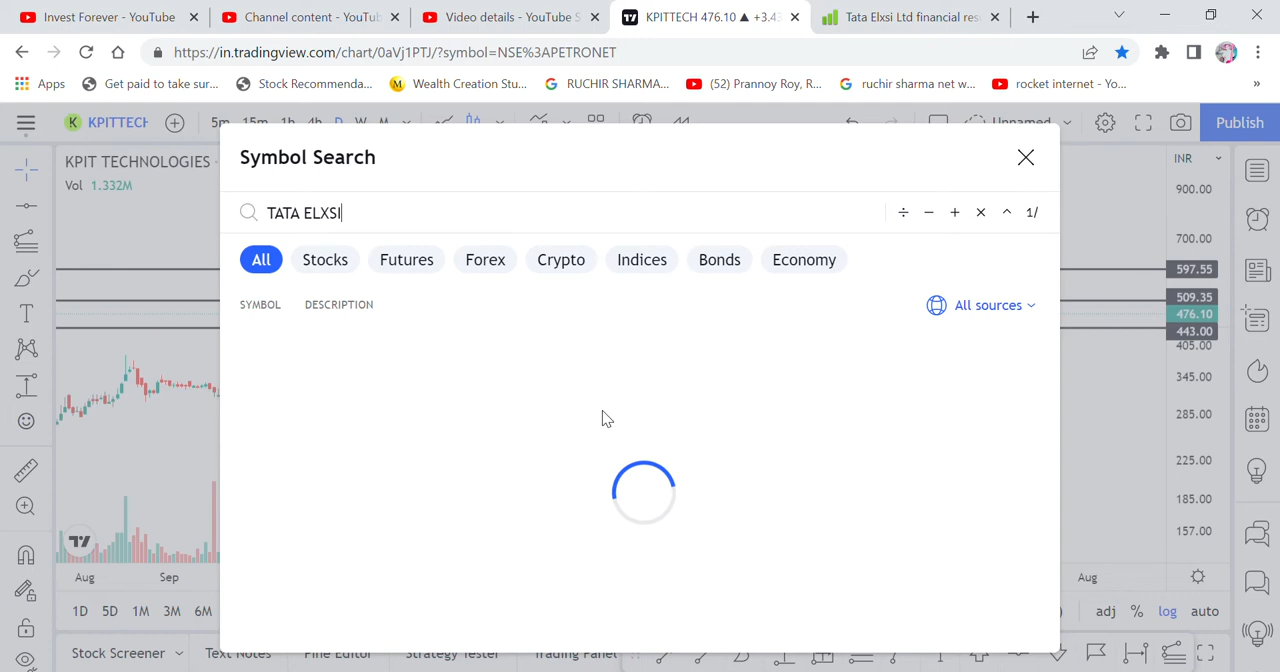 Invest Forever - YouTube
Channel content - YouTub
Video details - YouTube S
KPITTECH 476.10 ▲ +3.43
Tata Elxsi Ltd financial res
https://in.tradingview.com/chart/0aVj1PTJ/?symbol=NSE%3APETRONET
Apps
Get paid to take sur...
Stock Recommenda...
M Wealth Creation Stu...
RUCHIR SHARMA...
(52) Prannoy Roy, R...
ruchir sharma net w...
rocket internet - Yo...
»
K KPITTECH
5m 15m 1h 4h D W M
Unnamed
Publish
KPIT TECHNOLOGIES
Vol 1.332M
Symbol Search
TATA ELXSI
1/
All
Stocks
Futures
Forex
Crypto
Indices
Bonds
Economy
SYMBOL
DESCRIPTION
All sources
INR
900.00
700.00
597.55
509.35
476.10
443.00
405.00
345.00
285.00
225.00
185.00
157.00
Aug
Sep
Aug
1D 5D 1M 3M 6M
adj % log auto
Stock Screener
Text Notes
Pine Editor
Strategy Tester
Trading Panel